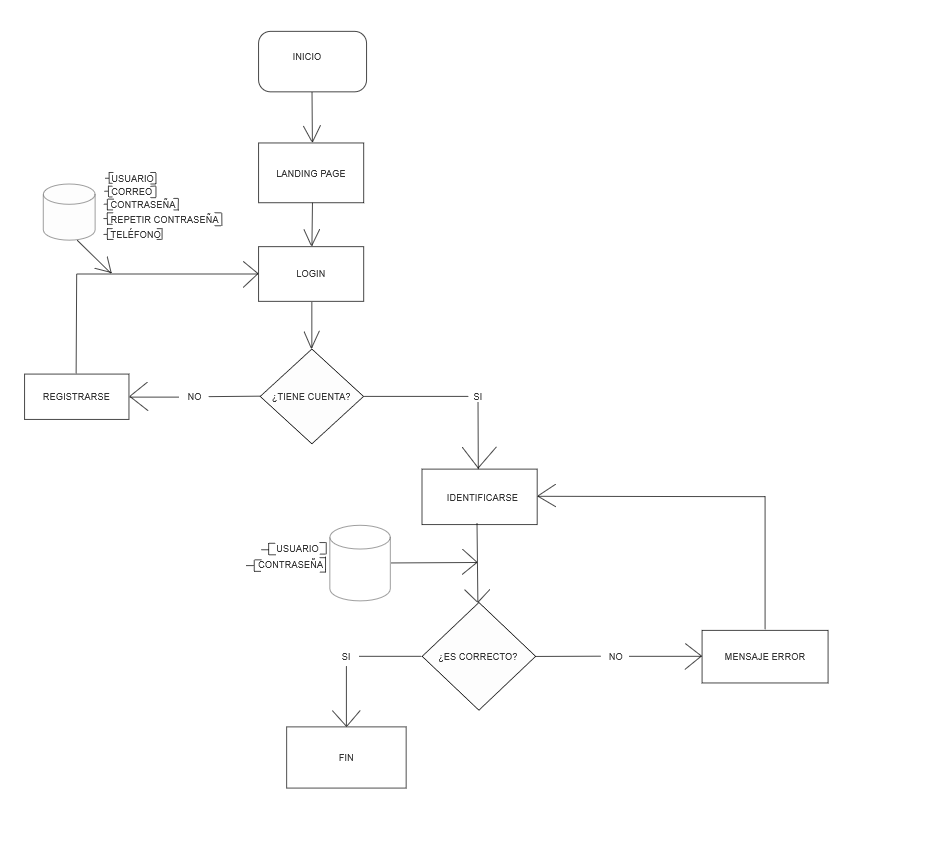 INICIO
LANDING PAGE
USUARIO
CORREO
CONTRASEÑA
REPETIR CONTRASEÑA
TELÉFONO
LOGIN
REGISTRARSE
NO
¿TIENE CUENTA?
SI
IDENTIFICARSE
USUARIO
CONTRASEÑA
SI
¿ES CORRECTO?
NO
MENSAJE ERROR
FIN